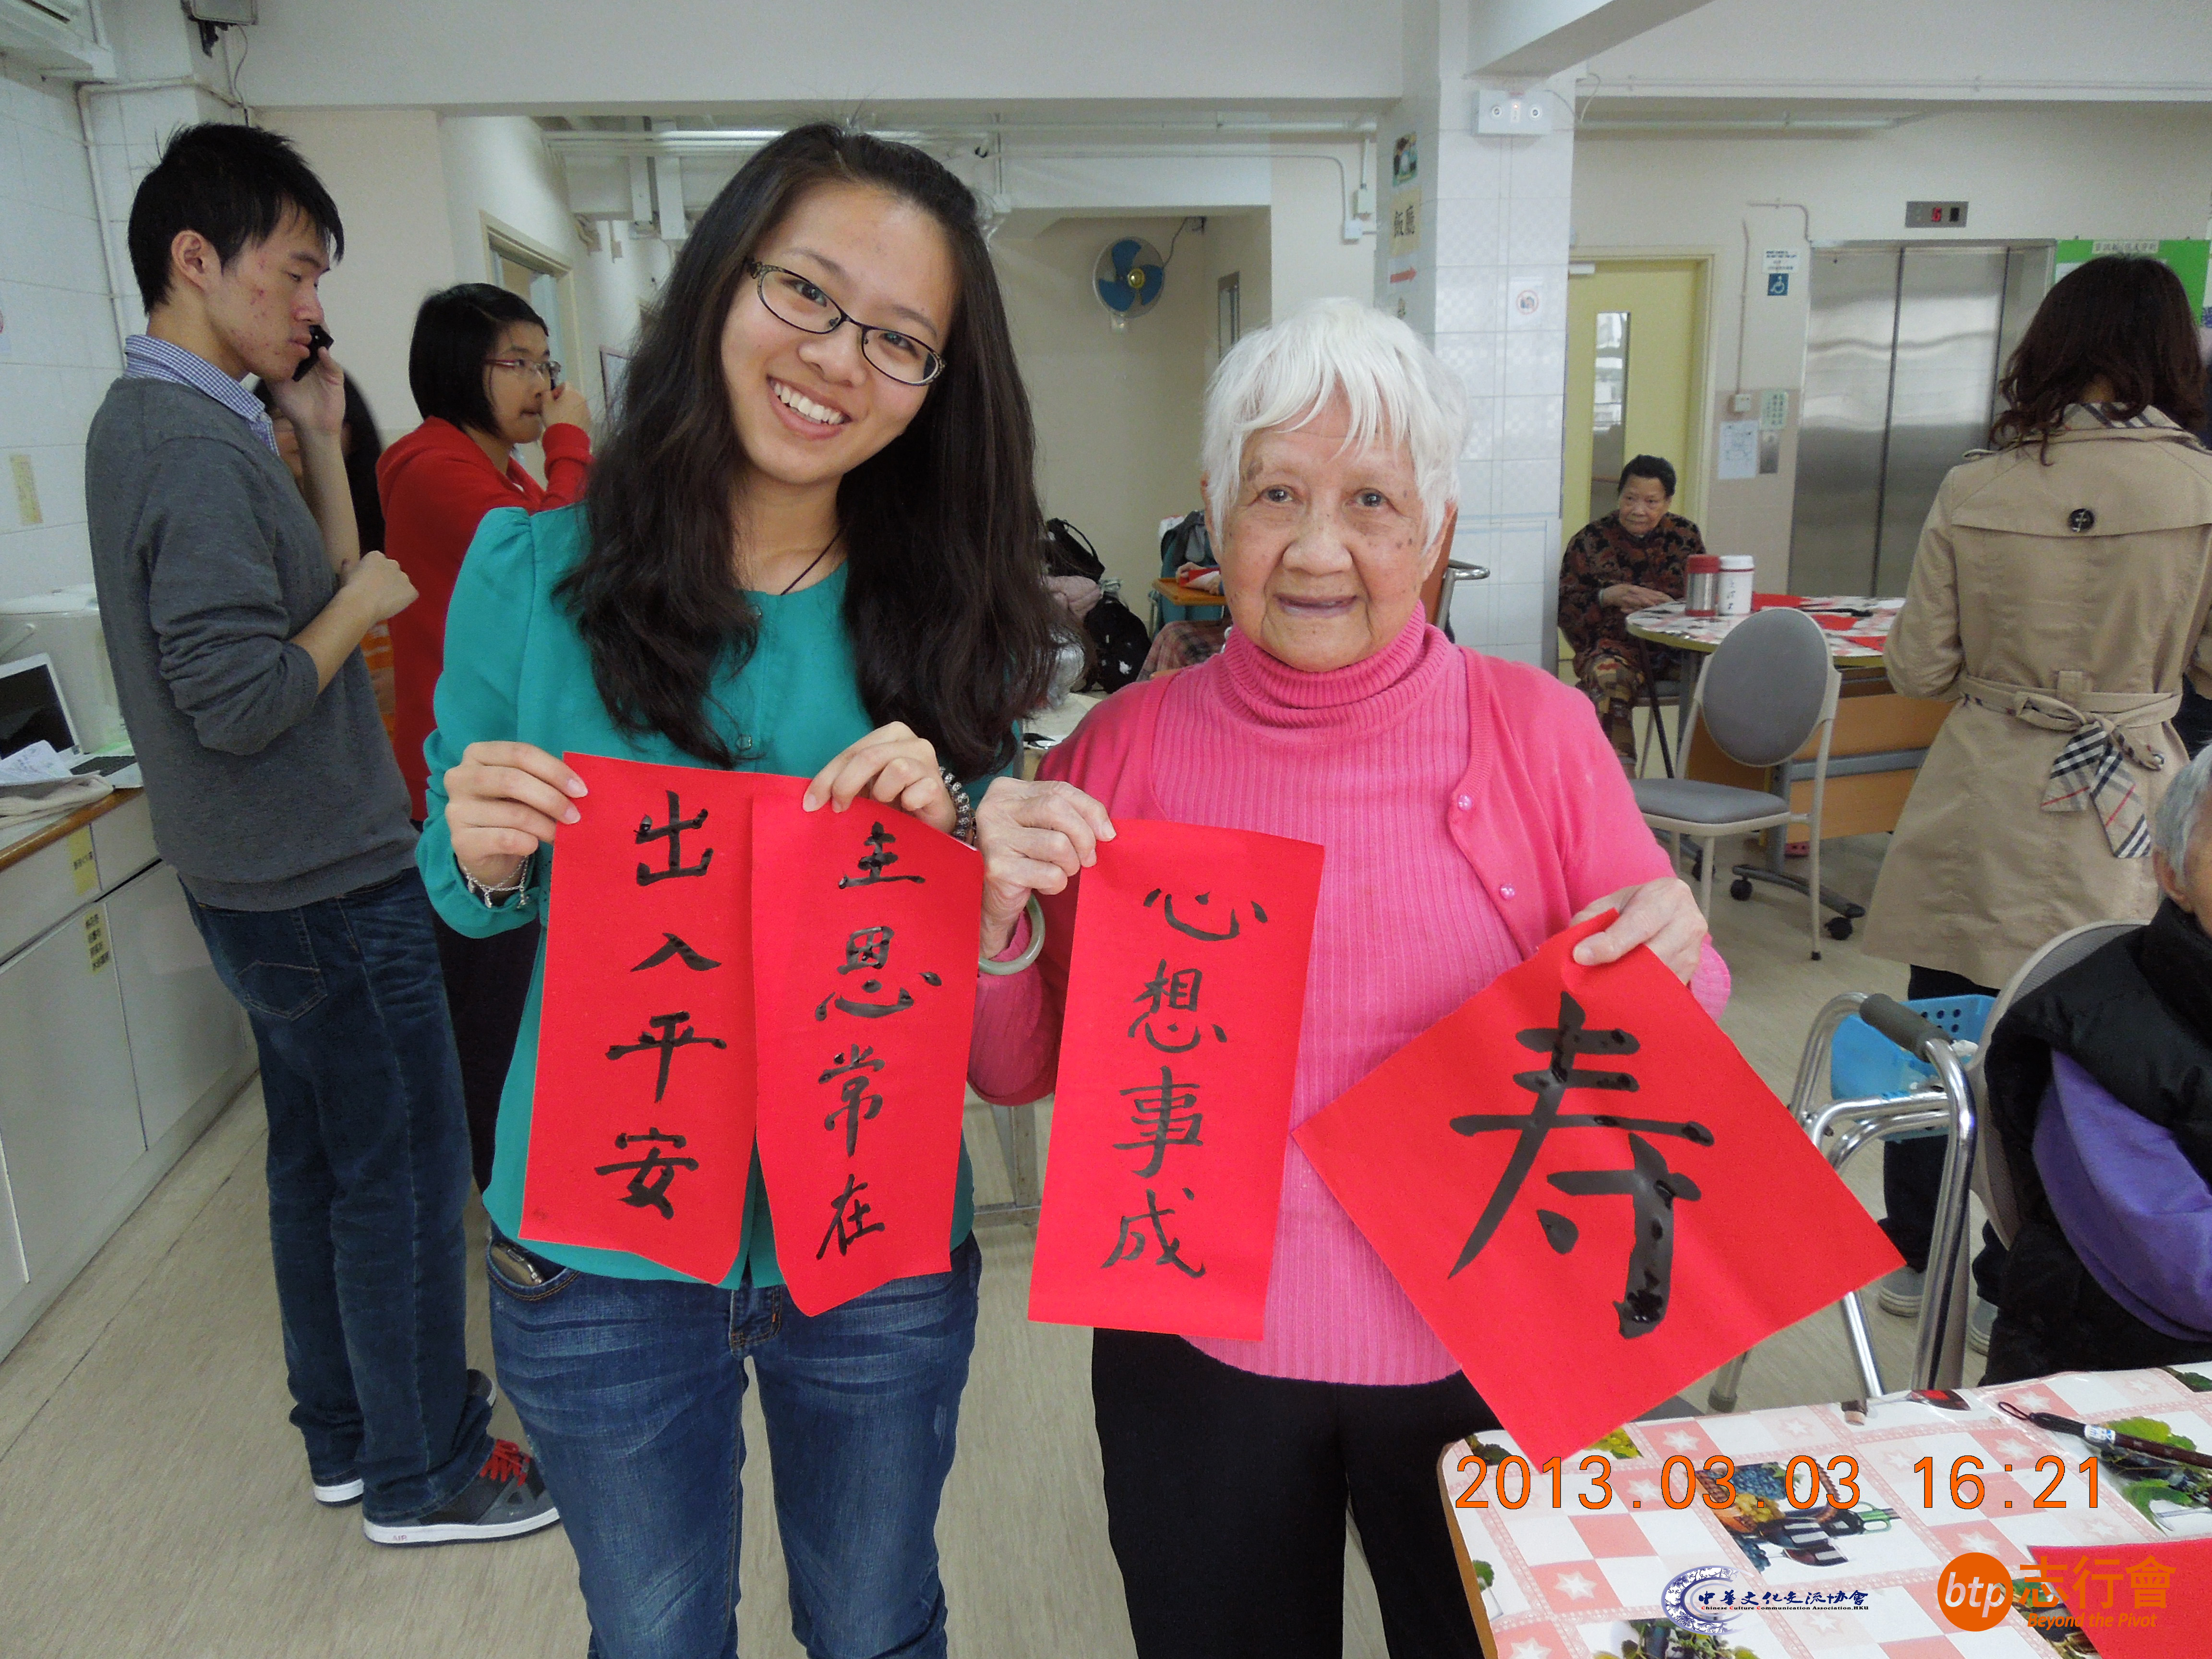 飯廳
出入平安
主恩常在
心想事成
寿
2013.03.03 16:21
中華文化交流協會
Chinese Culture Communication Association.HKU
btp 志行會
Beyond the Pivot